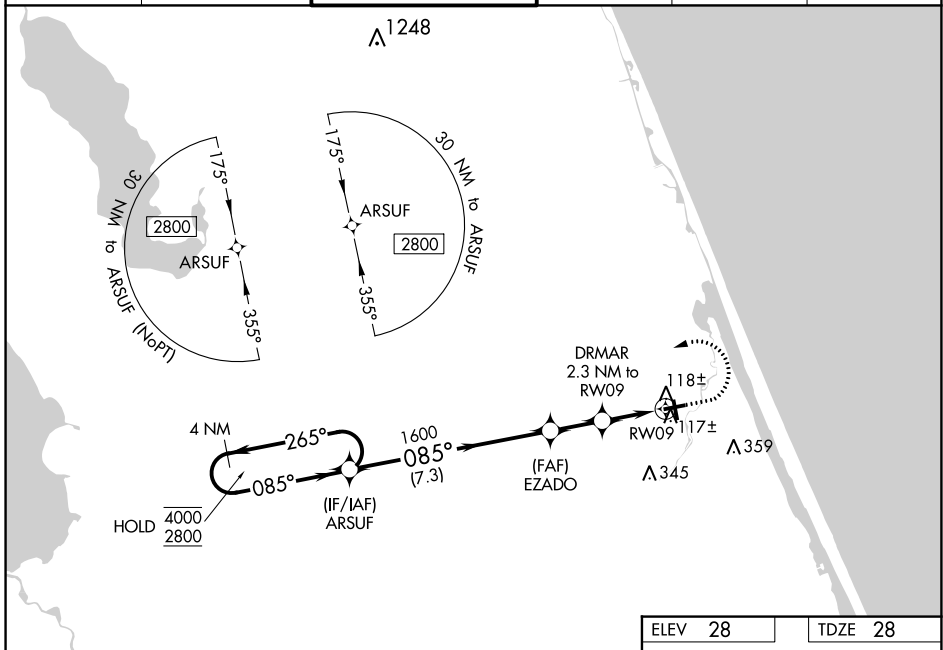 1248
175°
30 NM to ARSUF (NoPT)
2800
ARSUF
355°
175°
30 NM to ARSUF
ARSUF
2800
355°
DRMAR
2.3 NM to
RW09
118±
RW09
117±
359
345
4 NM
265°
085°
1600
085°
(7.3)
(FAF)
EZADO
(IF/IAF)
ARSUF
HOLD
4000
2800
ELEV 28
TDZE 28